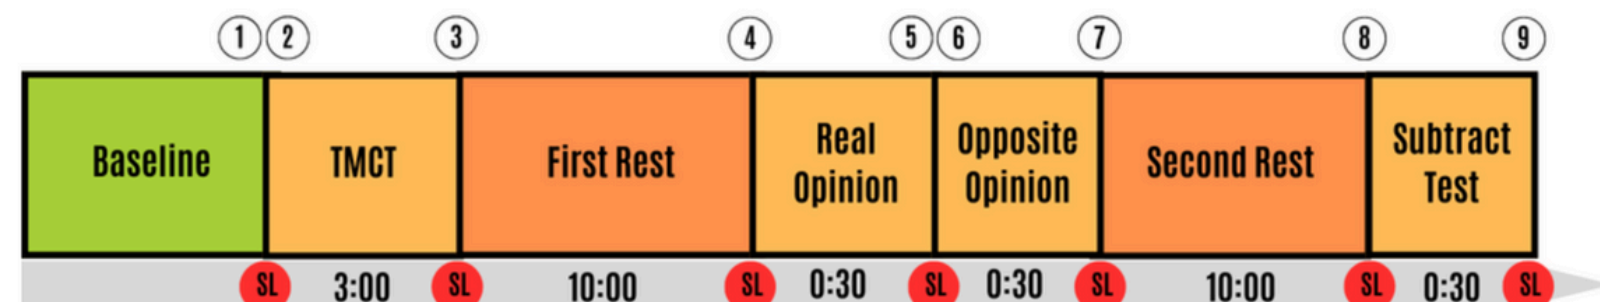 1 2 3 4 5 6 7 8 9
Baseline
TMCT
First Rest
Real
Opinion
Opposite
Opinion
Second Rest
Subtract
Test
SL 3:00 SL 10:00 SL 0:30 SL 0:30 SL 10:00 SL 0:30 SL